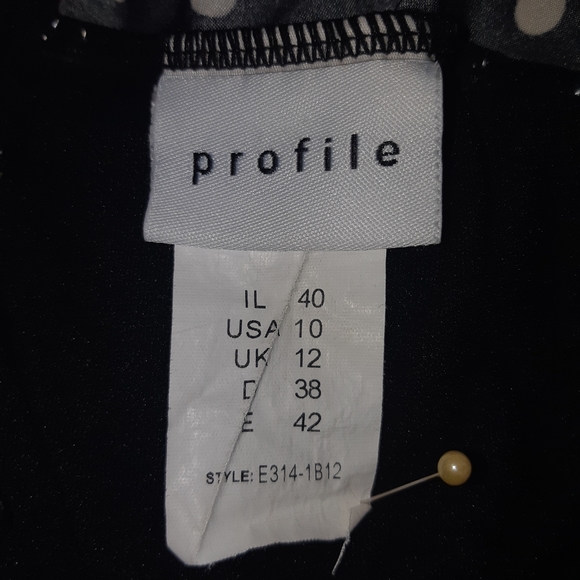 profile
IL 40
USA 10
UK 12
D 38
E 42
STYLE: E314-1B12